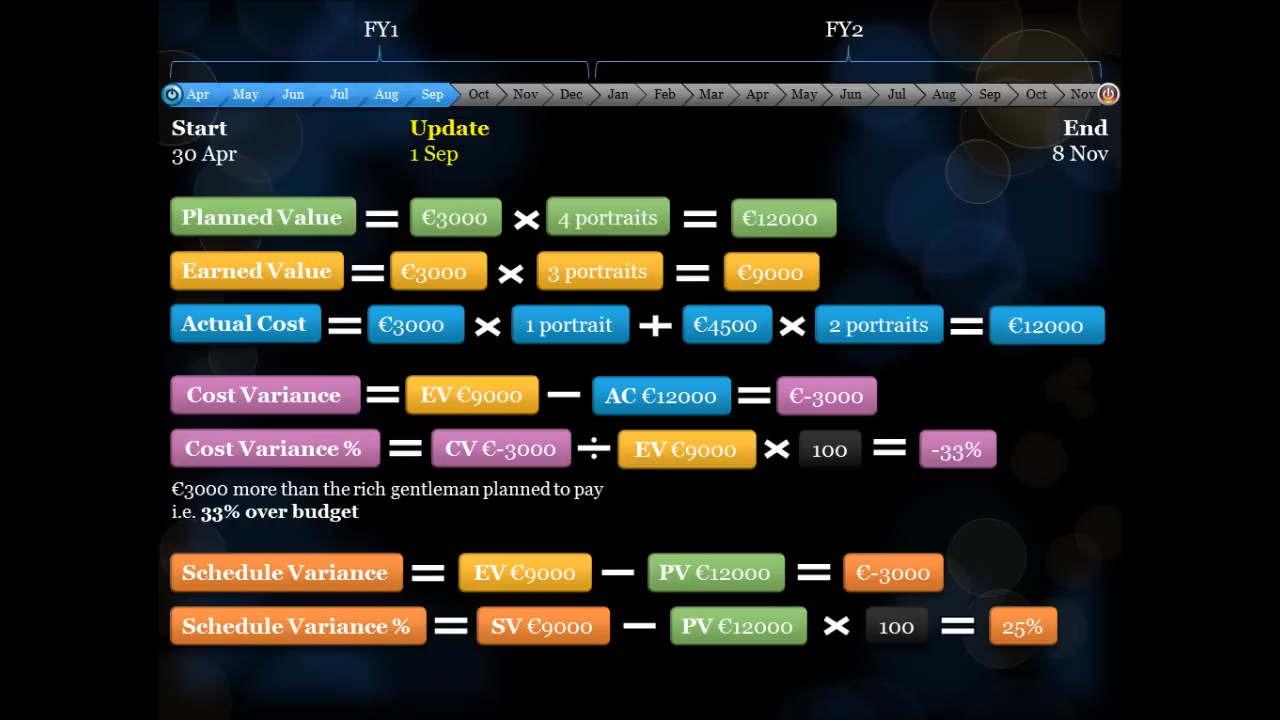 FY1 FY2
Apr May Jun Jul Aug Sep Oct Nov Dec Jan Feb Mar Apr May Jun Jul Aug Sep Oct Nov
Start Update End
30 Apr 1 Sep 8 Nov
Planned Value = €3000 × 4 portraits = €12000
Earned Value = €3000 × 3 portraits = €9000
Actual Cost = €3000 × 1 portrait + €4500 × 2 portraits = €12000
Cost Variance = EV €9000 − AC €12000 = €-3000
Cost Variance % = CV €-3000 ÷ EV €9000 × 100 = -33%
€3000 more than the rich gentleman planned to pay
i.e. 33% over budget
Schedule Variance = EV €9000 − PV €12000 = €-3000
Schedule Variance % = SV €9000 − PV €12000 × 100 = 25%